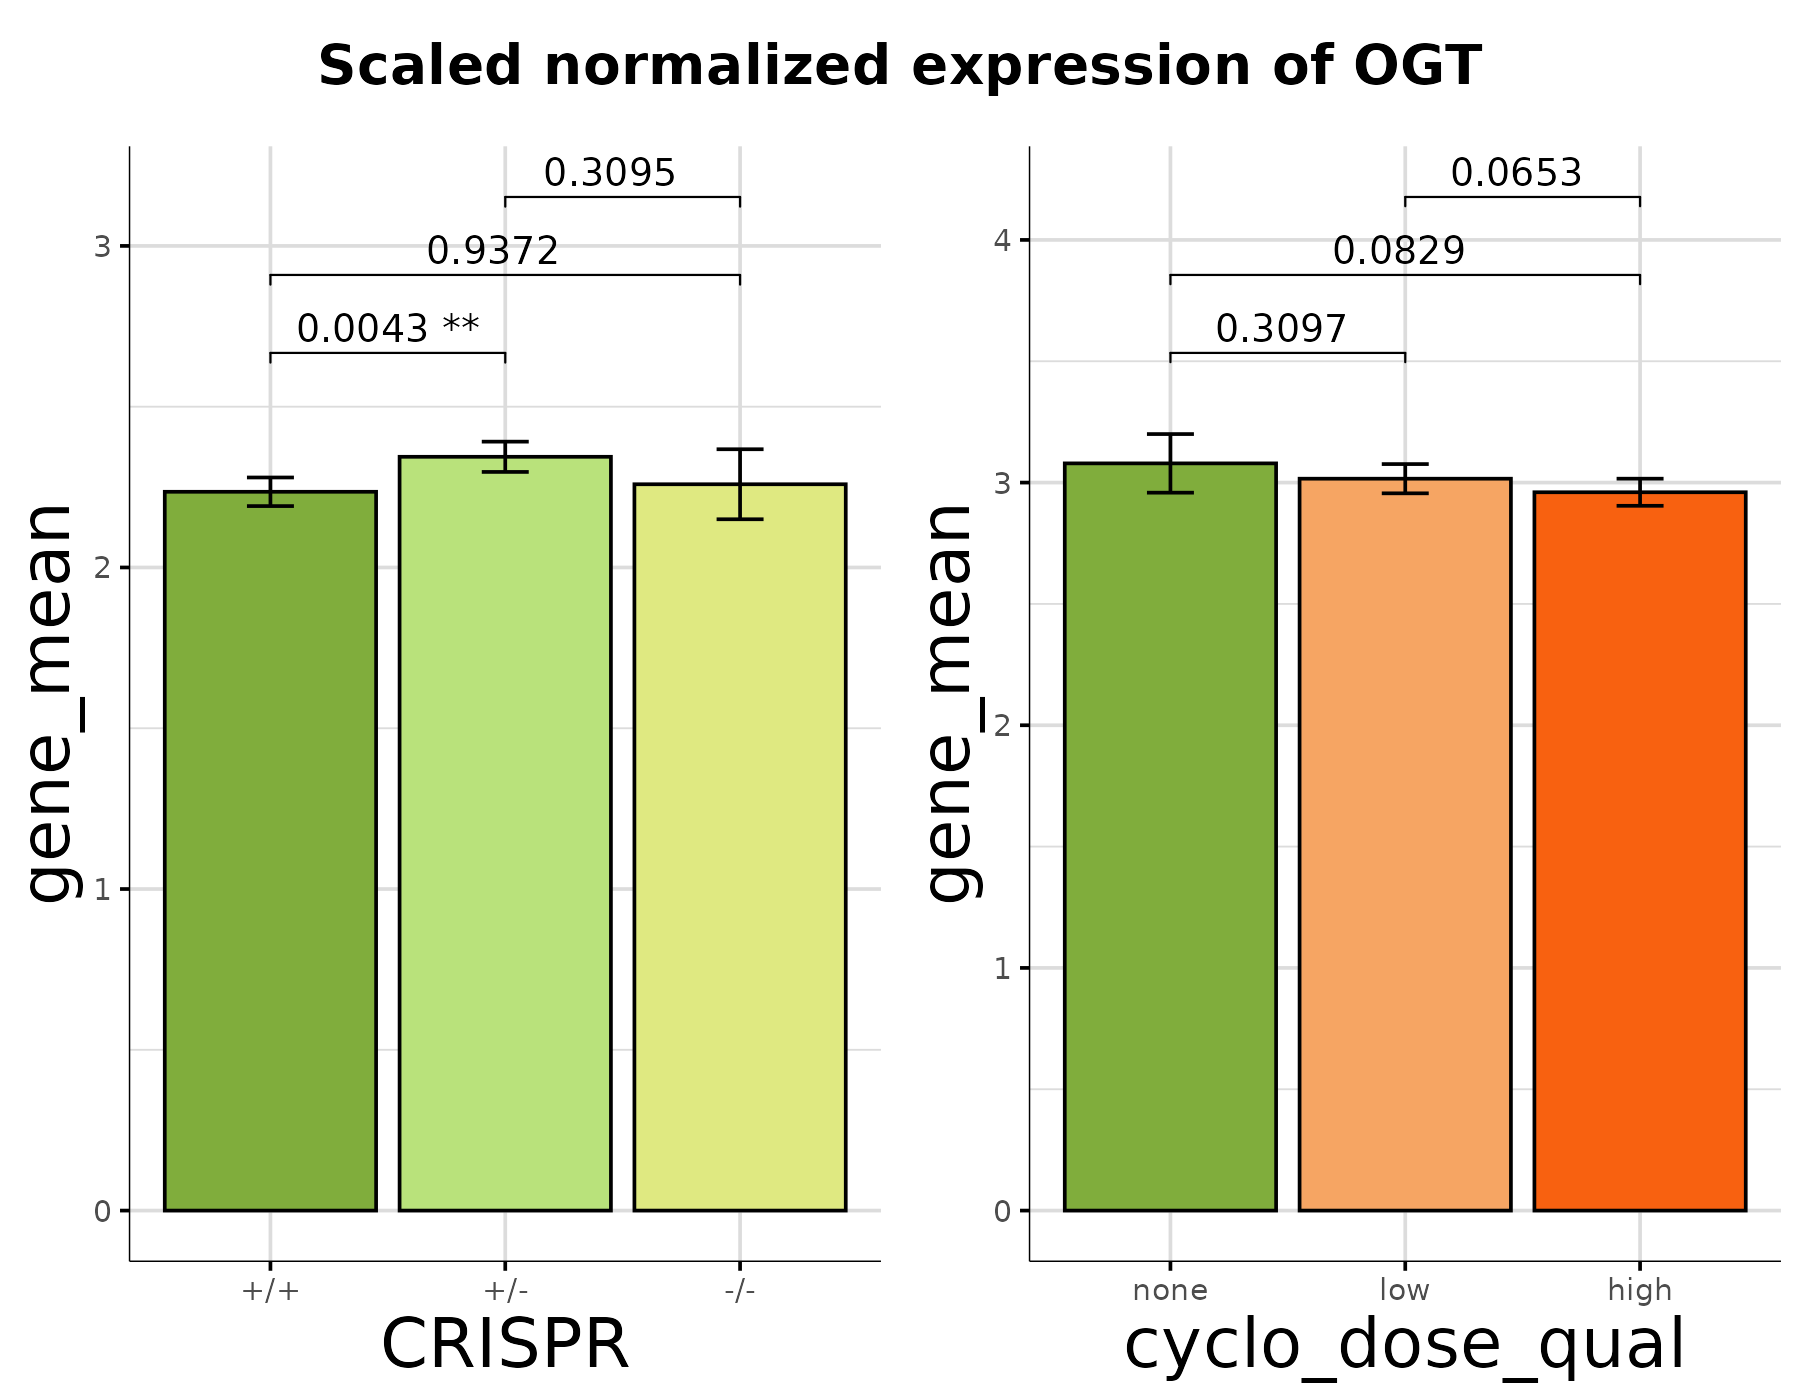 Scaled normalized expression of OGT
gene_mean
3
2
1
0
0.3095
0.9372
0.0043 **
+/+
+/-
-/-
CRISPR
gene_mean
4
3
2
1
0
0.0653
0.0829
0.3097
none
low
high
cyclo_dose_qual